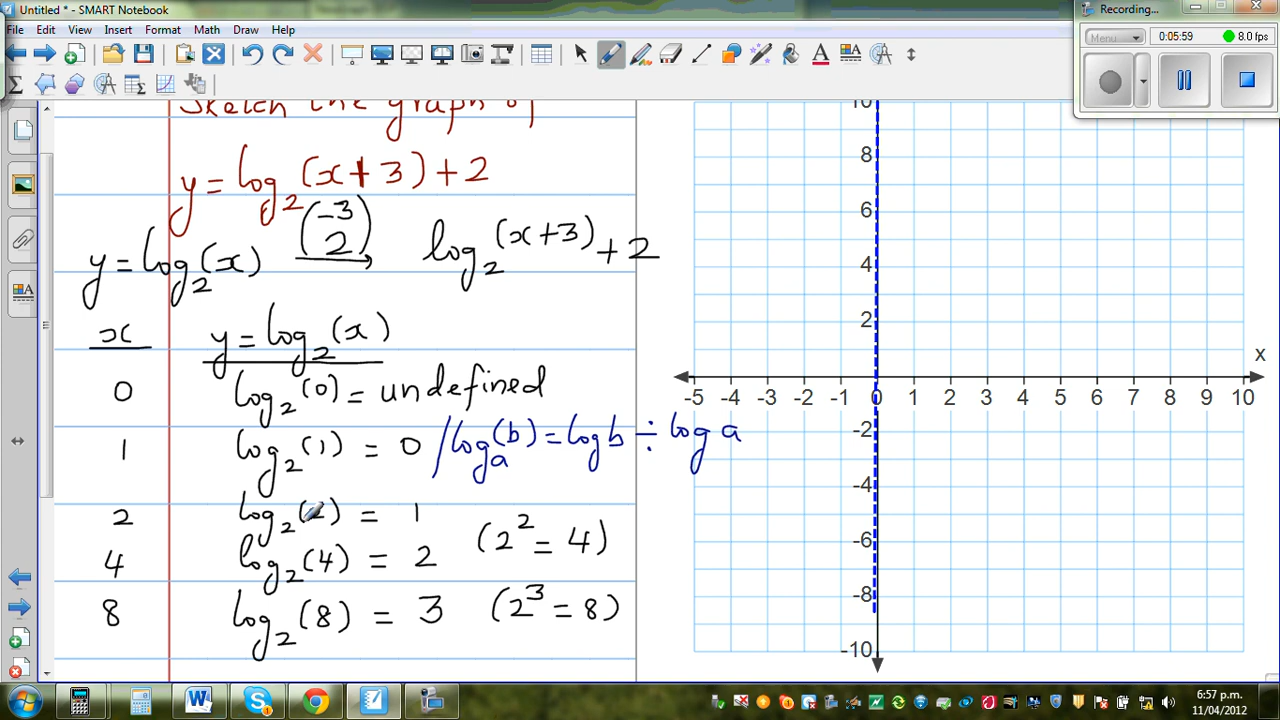 Untitled * - SMART Notebook
Recording...
File Edit View Insert Format Math Draw Help
Menu 0:05:59 8.0 fps
Sketch the graph of
y = log₂(x+3)+2
(-3
2)
y = log₂(x) → log₂(x+3)+2
x y = log₂(x)
0 log₂(0) = undefined
1 log₂(1) = 0 / logₐ(b) = log b ÷ log a
2 log₂(2) = 1
4 log₂(4) = 2 (2² = 4)
8 log₂(8) = 3 (2³ = 8)
10
8
6
4
2
x
-5 -4 -3 -2 -1 0 1 2 3 4 5 6 7 8 9 10
-2
-4
-6
-8
-10
6:57 p.m.
11/04/2012